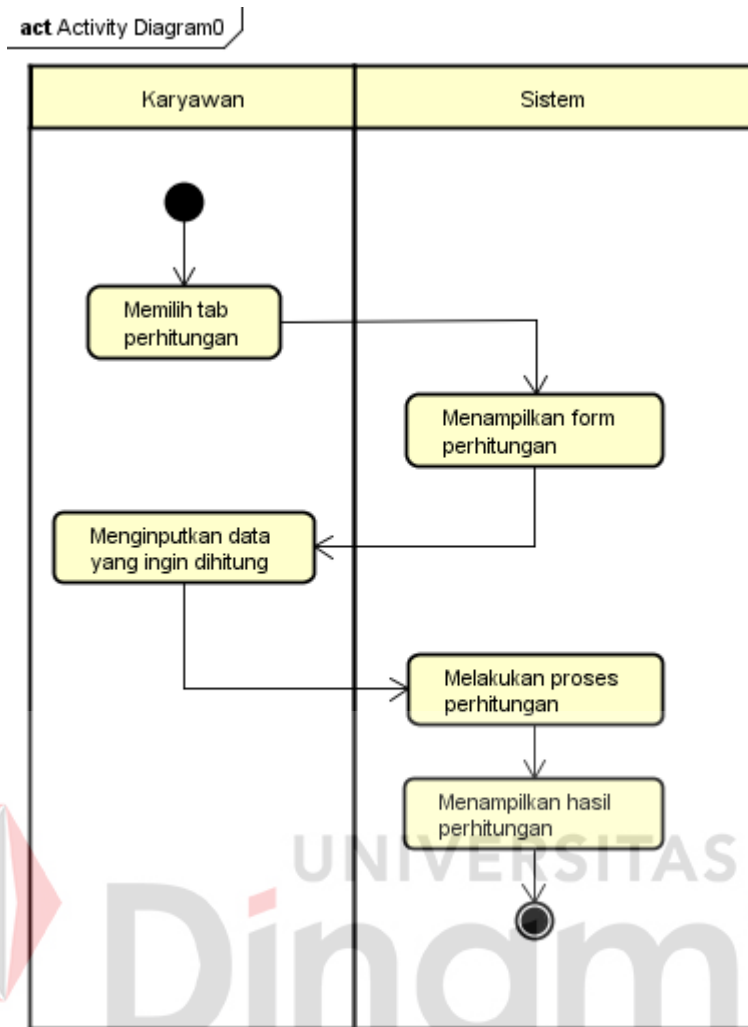 act Activity Diagram0
Karyawan
Sistem
Memilih tab
perhitungan
Menampilkan form
perhitungan
Menginputkan data
yang ingin dihitung
Melakukan proses
perhitungan
Menampilkan hasil
perhitungan
UNIVERSITAS
Dinam